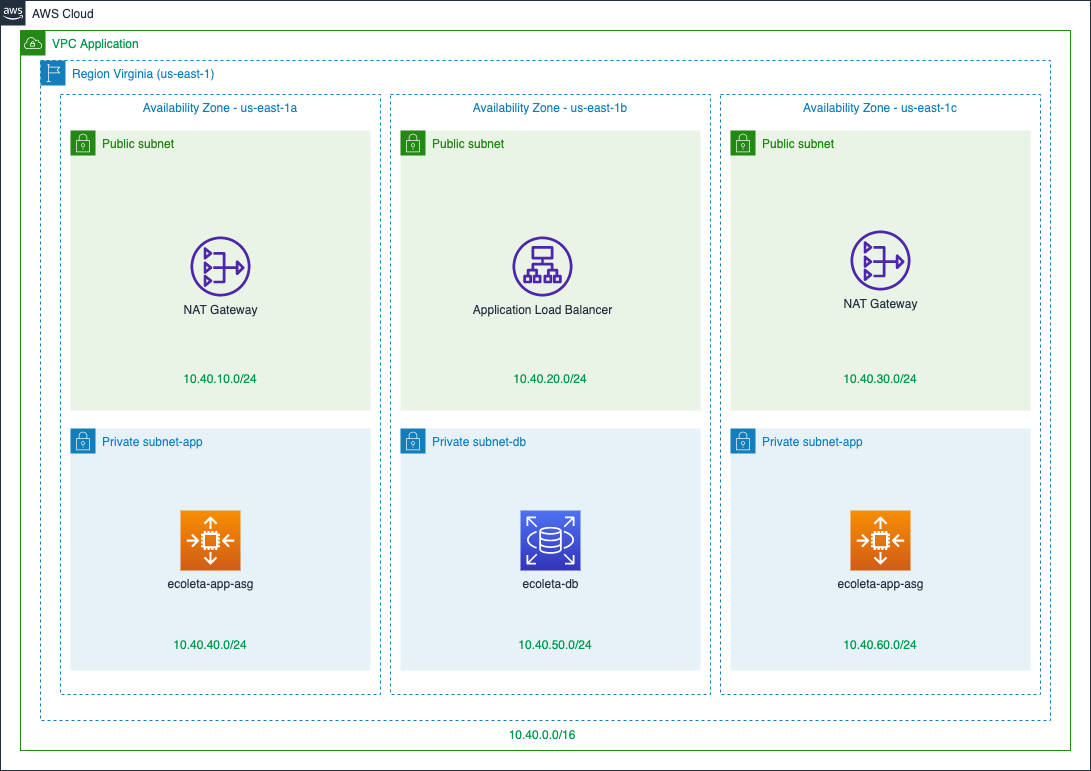 aws
AWS Cloud
VPC Application
Region Virginia (us-east-1)
Availability Zone - us-east-1a
Availability Zone - us-east-1b
Availability Zone - us-east-1c
Public subnet
Public subnet
Public subnet
NAT Gateway
Application Load Balancer
NAT Gateway
10.40.10.0/24
10.40.20.0/24
10.40.30.0/24
Private subnet-app
Private subnet-db
Private subnet-app
ecoleta-app-asg
ecoleta-db
ecoleta-app-asg
10.40.40.0/24
10.40.50.0/24
10.40.60.0/24
10.40.0.0/16